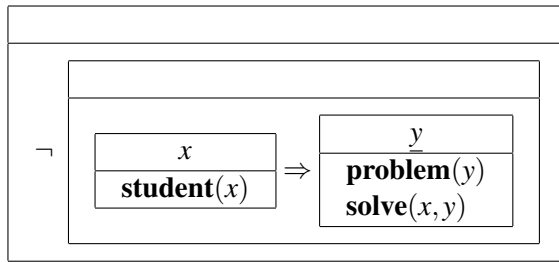 ¬
x ⇒ y
student(x) problem(y)
solve(x,y)